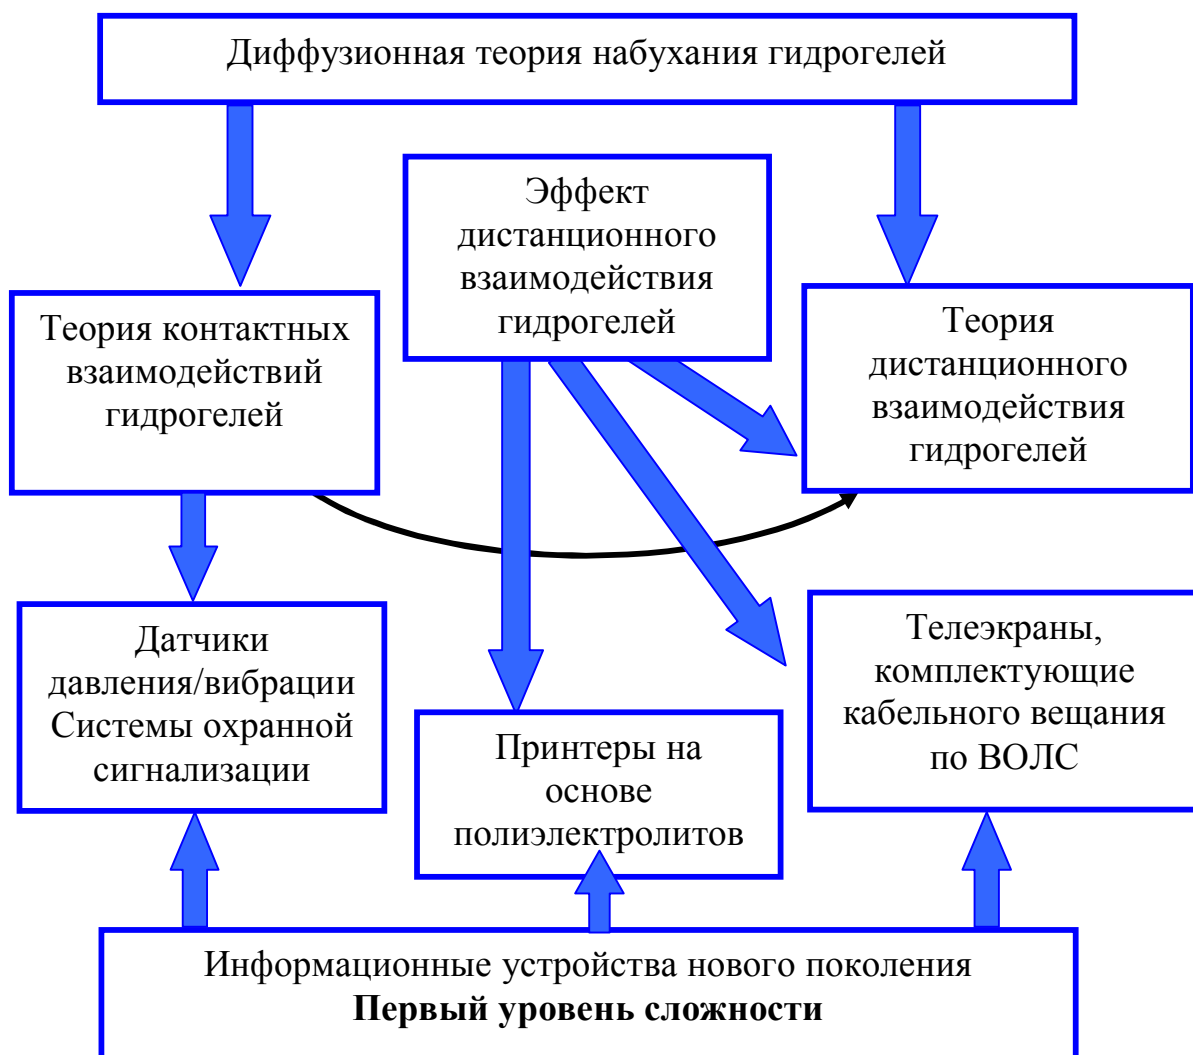 Диффузионная теория набухания гидрогелей
Эффект
дистанционного
взаимодействия
гидрогелей
Теория контактных
взаимодействий
гидрогелей
Теория
дистанционного
взаимодействия
гидрогелей
Датчики
давления/вибрации
Системы охранной
сигнализации
Принтеры на
основе
полиэлектролитов
Телеэкраны,
комплектующие
кабельного вещания
по ВОЛС
Информационные устройства нового поколения
Первый уровень сложности